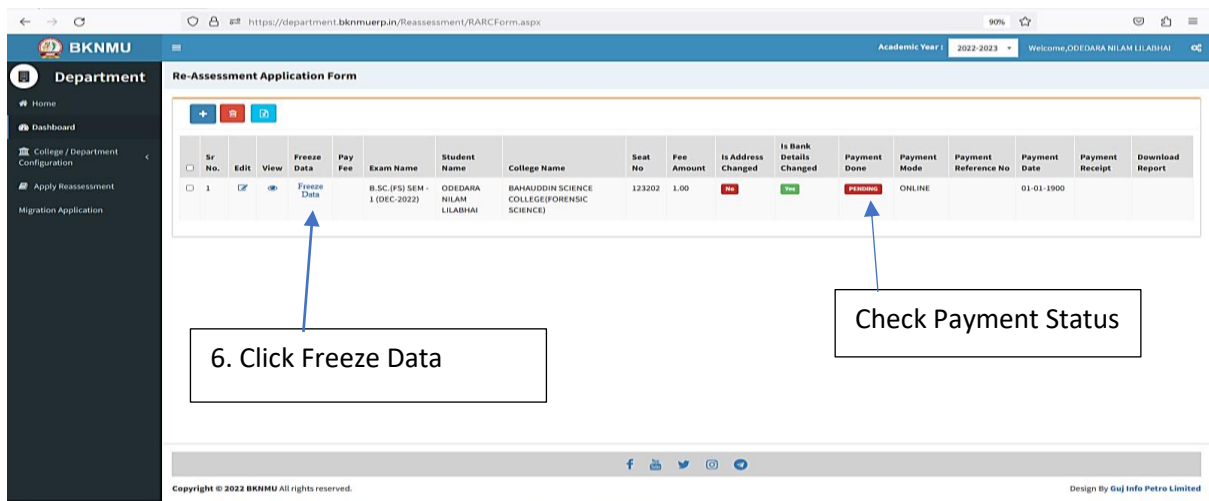 https://department.bknmuerp.in/Reassessment/RARCForm.aspx
90%
BKNMU
Academic Year :
2022-2023
Welcome,ODEDARA NILAM LILABHAI
Department
Re-Assessment Application Form
Home
Dashboard
College / Department
Configuration
Apply Reassessment
Migration Application
Sr
No.
Edit
View
Freeze
Data
Pay
Fee
Exam Name
Student
Name
College Name
Seat
No
Fee
Amount
Is Address
Changed
Is Bank
Details
Changed
Payment
Done
Payment
Mode
Payment
Reference No
Payment
Date
Payment
Receipt
Download
Report
1
Freeze
Data
B.SC.(FS) SEM -
1 (DEC-2022)
ODEDARA
NILAM
LILABHAI
BAHAUDDIN SCIENCE
COLLEGE(FORENSIC
SCIENCE)
123202
1.00
No
Yes
PENDING
ONLINE
01-01-1900
6. Click Freeze Data
Check Payment Status
Copyright © 2022 BKNMU All rights reserved.
Design By Guj Info Petro Limited